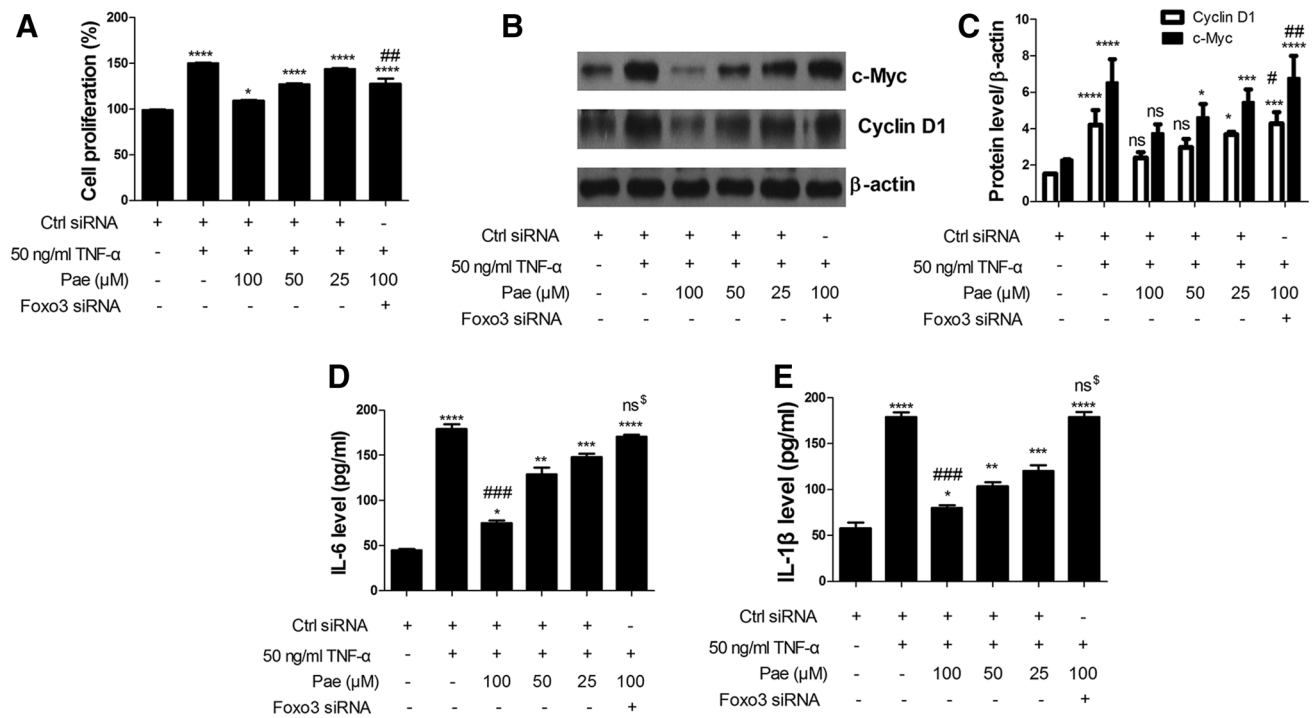 A
Cell proliferation (%)
200
150
100
50
0
**** * **** **** ## ****
Ctrl siRNA + + + + + -
50 ng/ml TNF-α - + + + + +
Pae (μM) - - 100 50 25 100
Foxo3 siRNA - - - - - +
B
c-Myc
Cyclin D1
β-actin
Ctrl siRNA + + + + + -
50 ng/ml TNF-α - + + + + +
Pae (μM) - - 100 50 25 100
Foxo3 siRNA - - - - - +
C
Protein level/β-actin
10
8
6
4
2
0
Cyclin D1
c-Myc
**** **** ns ns ns * * *** # *** ## ****
Ctrl siRNA + + + + + -
50 ng/ml TNF-α - + + + + +
Pae (μM) - - 100 50 25 100
Foxo3 siRNA - - - - - +
D
IL-6 level (pg/ml)
200
150
100
50
0
**** ### * ** *** ns$ ****
Ctrl siRNA + + + + + -
50 ng/ml TNF-α - + + + + +
Pae (μM) - - 100 50 25 100
Foxo3 siRNA - - - - - +
E
IL-1β level (pg/ml)
200
150
100
50
0
**** ### * ** *** ns$ ****
Ctrl siRNA + + + + + -
50 ng/ml TNF-α - + + + + +
Pae (μM) - - 100 50 25 100
Foxo3 siRNA - - - - - +